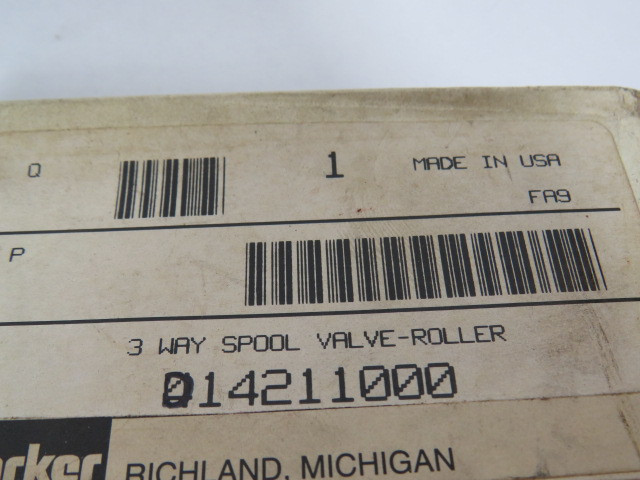 Q 1 MADE IN USA
FA9
P
3 WAY SPOOL VALVE-ROLLER
014211000
RICHLAND, MICHIGAN